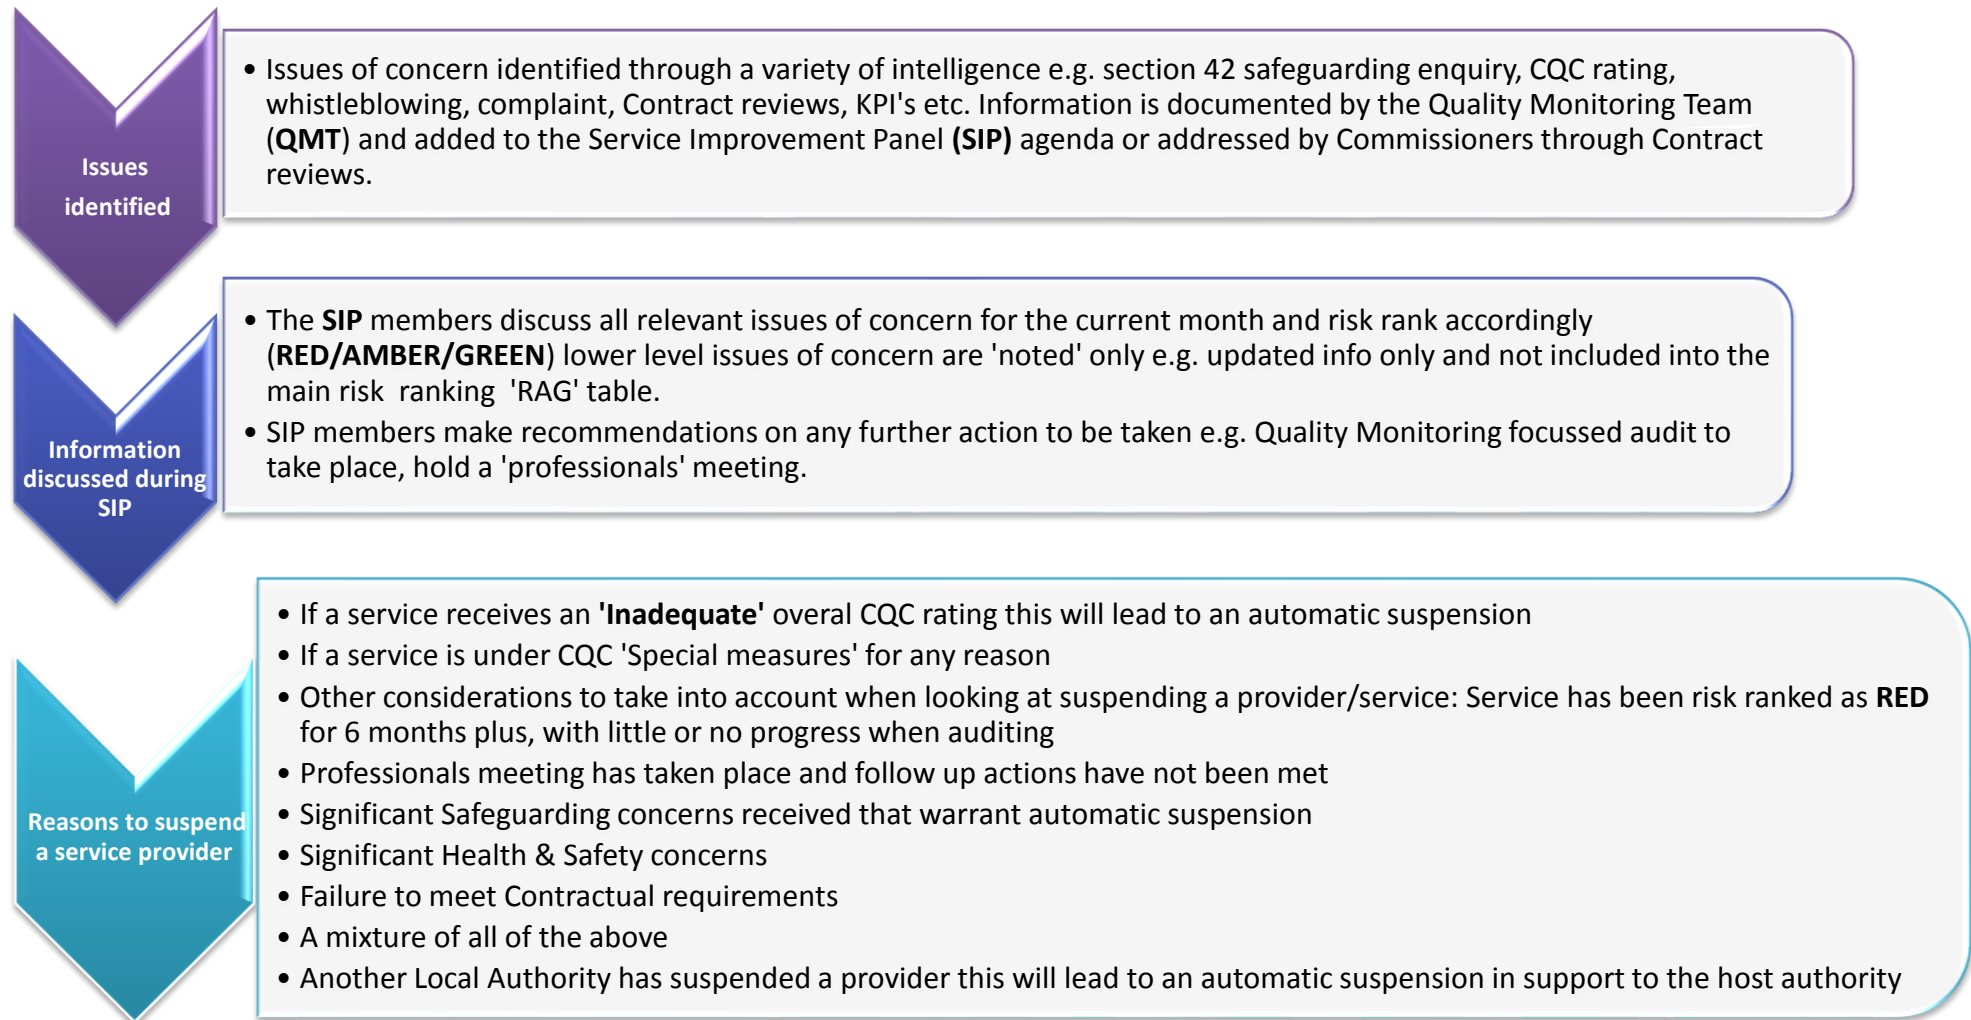 Issues
identified
• Issues of concern identified through a variety of intelligence e.g. section 42 safeguarding enquiry, CQC rating,
whistleblowing, complaint, Contract reviews, KPI's etc. Information is documented by the Quality Monitoring Team
(QMT) and added to the Service Improvement Panel (SIP) agenda or addressed by Commissioners through Contract
reviews.
Information
discussed during
SIP
• The SIP members discuss all relevant issues of concern for the current month and risk rank accordingly
(RED/AMBER/GREEN) lower level issues of concern are 'noted' only e.g. updated info only and not included into the
main risk ranking 'RAG' table.
• SIP members make recommendations on any further action to be taken e.g. Quality Monitoring focussed audit to
take place, hold a 'professionals' meeting.
Reasons to suspend
a service provider
• If a service receives an 'Inadequate' overal CQC rating this will lead to an automatic suspension
• If a service is under CQC 'Special measures' for any reason
• Other considerations to take into account when looking at suspending a provider/service: Service has been risk ranked as RED
for 6 months plus, with little or no progress when auditing
• Professionals meeting has taken place and follow up actions have not been met
• Significant Safeguarding concerns received that warrant automatic suspension
• Significant Health & Safety concerns
• Failure to meet Contractual requirements
• A mixture of all of the above
• Another Local Authority has suspended a provider this will lead to an automatic suspension in support to the host authority